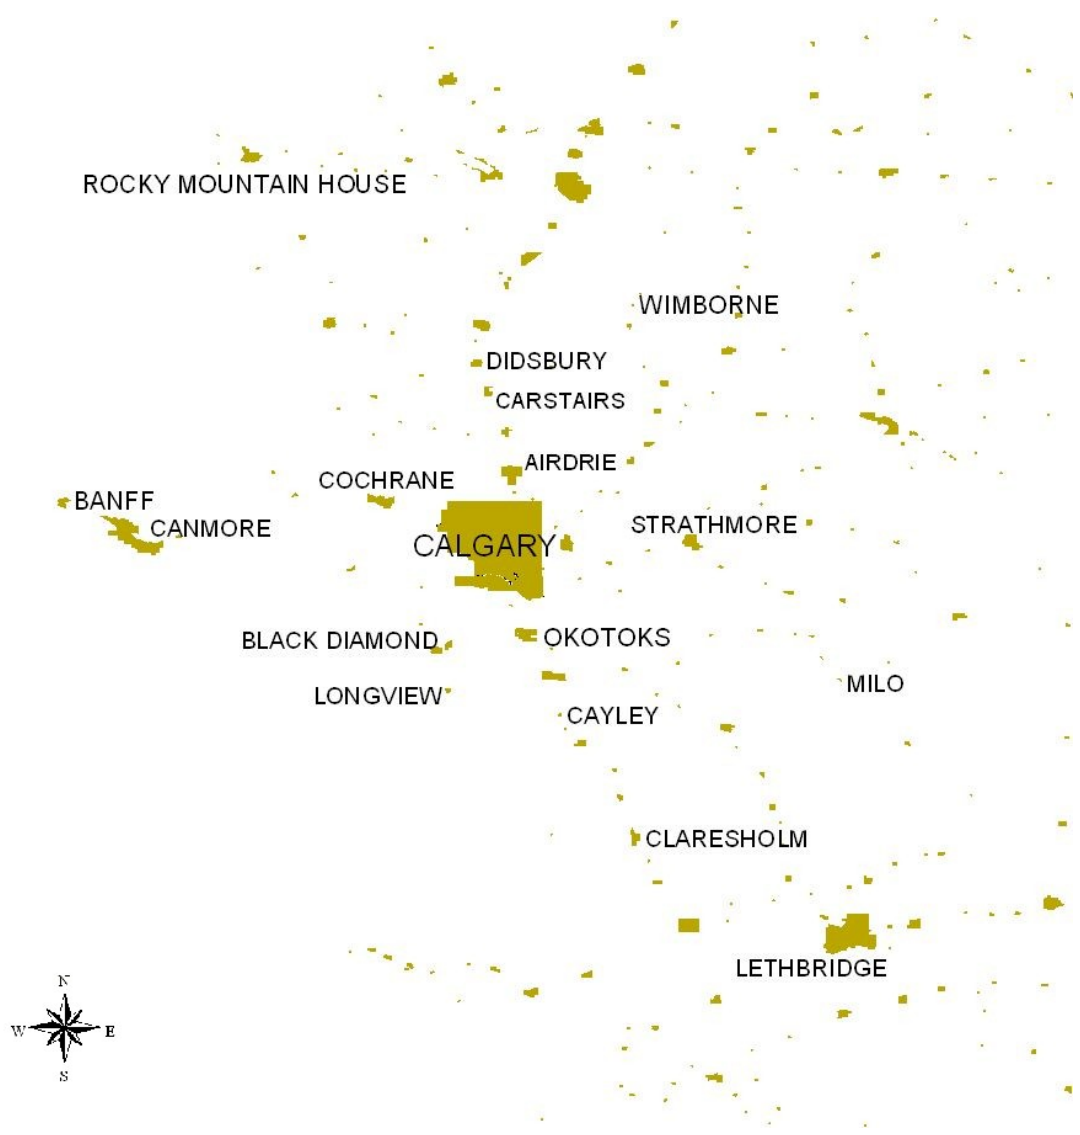 ROCKY MOUNTAIN HOUSE
WIMBORNE
DIDSBURY
CARSTAIRS
AIRDRIE
COCHRANE
BANFF
CANMORE
STRATHMORE
CALGARY
BLACK DIAMOND
OKOTOKS
LONGVIEW
MILO
CAYLEY
CLARESHOLM
LETHBRIDGE
N
W E
S